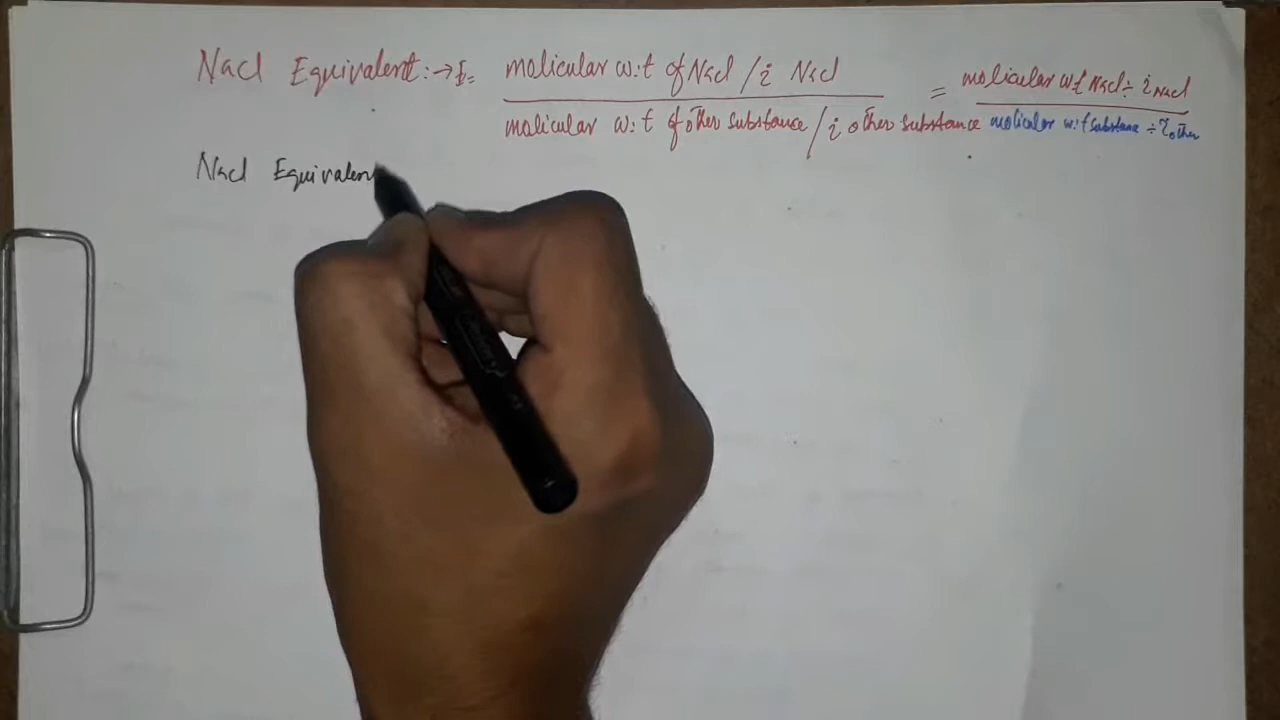 Nacl Equivalent:→E= molicular w:t of Nacl / i Nacl = molicular wt Nacl ÷ i Nacl
molicular w:t of other substance / i other substance molicular w:t substance ÷ i other
Nacl Equivalen